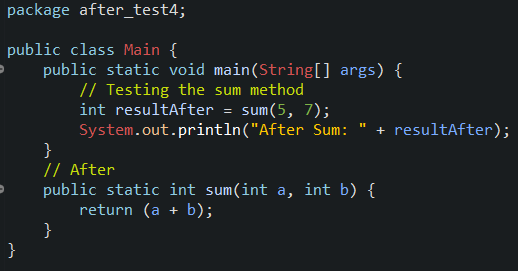 package after_test4;

public class Main {
    public static void main(String[] args) {
        // Testing the sum method
        int resultAfter = sum(5, 7);
        System.out.println("After Sum: " + resultAfter);
    }
    // After
    public static int sum(int a, int b) {
        return (a + b);
    }
}